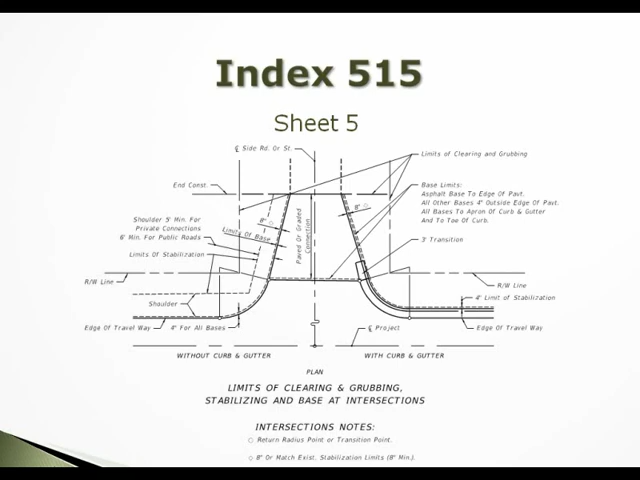 Index 515
Sheet 5
℄ Side Rd. Or St.
Limits of Clearing and Grubbing
End Const.
Base Limits:
Asphalt Base To Edge Of Pavt.
All Other Bases 4" Outside Edge Of Pavt.
All Bases To Apron Of Curb & Gutter
And To Toe Of Curb.
8" ○
8" ○
Shoulder 5' Min. For
Private Connections
6' Min. For Public Roads
Limits Of Base
Paved Or Graded
Connection
3' Transition
Limits Of Stabilization
R/W Line
R/W Line
4" Limit of Stabilization
Shoulder
Edge Of Travel Way
4" For All Bases
℄ Project
Edge Of Travel Way
WITHOUT CURB & GUTTER
WITH CURB & GUTTER
PLAN
LIMITS OF CLEARING & GRUBBING,
STABILIZING AND BASE AT INTERSECTIONS
INTERSECTIONS NOTES:
○ Return Radius Point or Transition Point.
○ 8" Or Match Exist. Stabilization Limits (8" Min.).